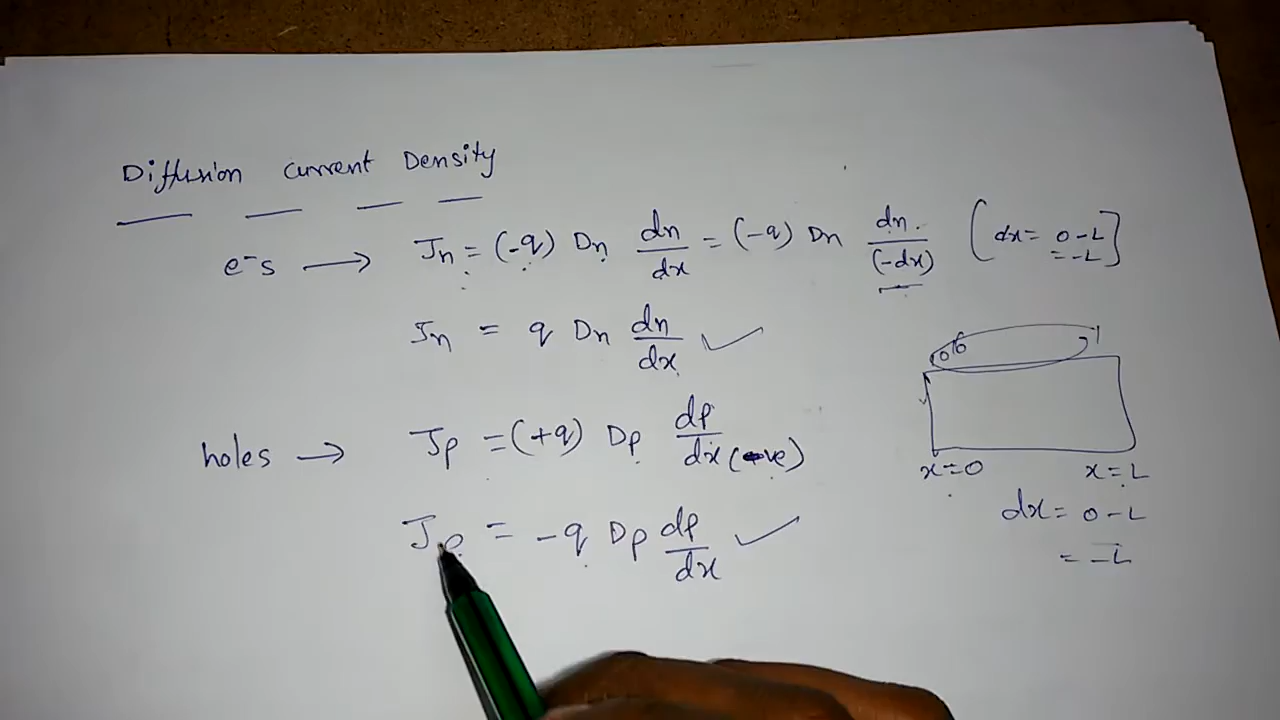 Diffusion Current Density
e⁻s → Jn = (-q) Dn dn/dx = (-q) Dn dn/(-dx) [dx = 0-L = -L]
Jn = q Dn dn/dx ✓
holes → Jp = (+q) Dp dp/dx (-ve)
x=0 x=L
Jp = -q Dp dp/dx ✓
dx = 0-L
= -L